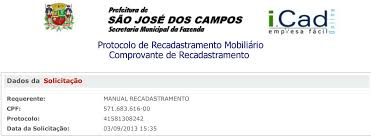 Prefeitura de
SÃO JOSÉ DOS CAMPOS
Secretaria Municipal da Fazenda
i.Cad
empresa fácil
Online
Protocolo de Recadastramento Mobiliário
Comprovante de Recadastramento
Dados da Solicitação
Requerente: MANUAL RECADASTRAMENTO
CPF: 571.683.616-00
Protocolo: 41581308242
Data da Solicitação: 03/09/2013 15:35